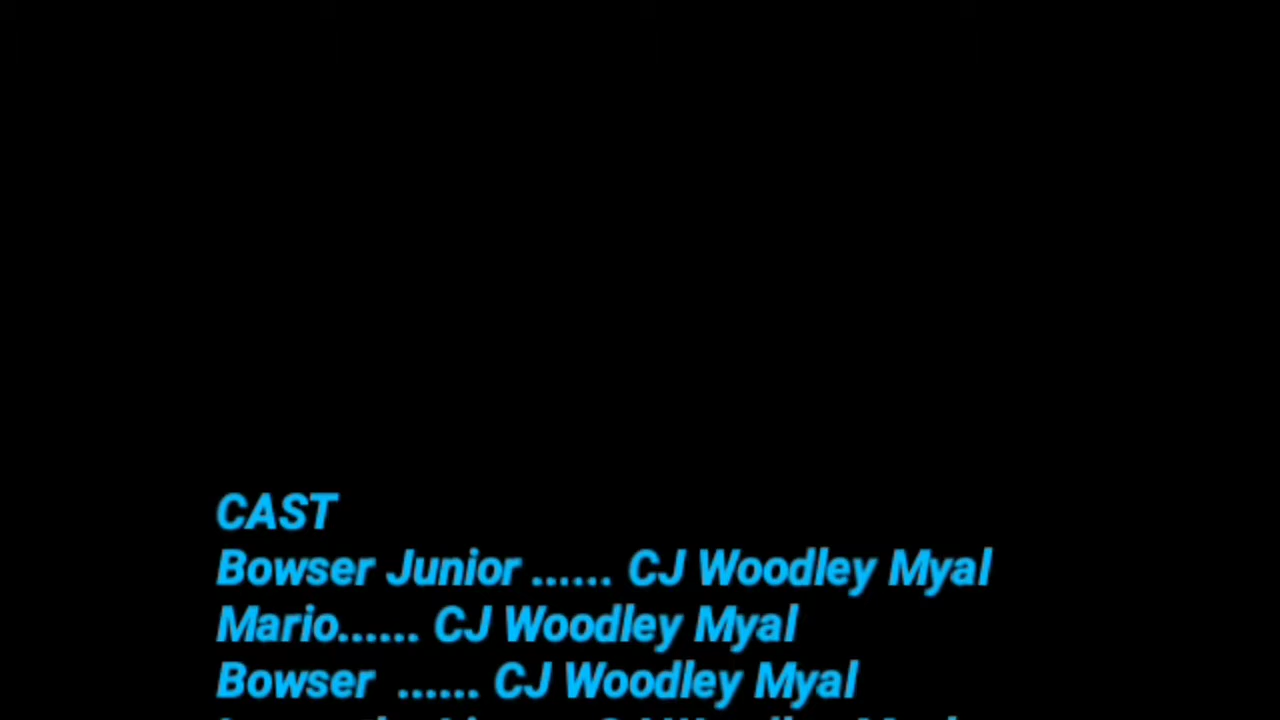 CAST
Bowser Junior ...... CJ Woodley Myal
Mario...... CJ Woodley Myal
Bowser  ...... CJ Woodley Myal